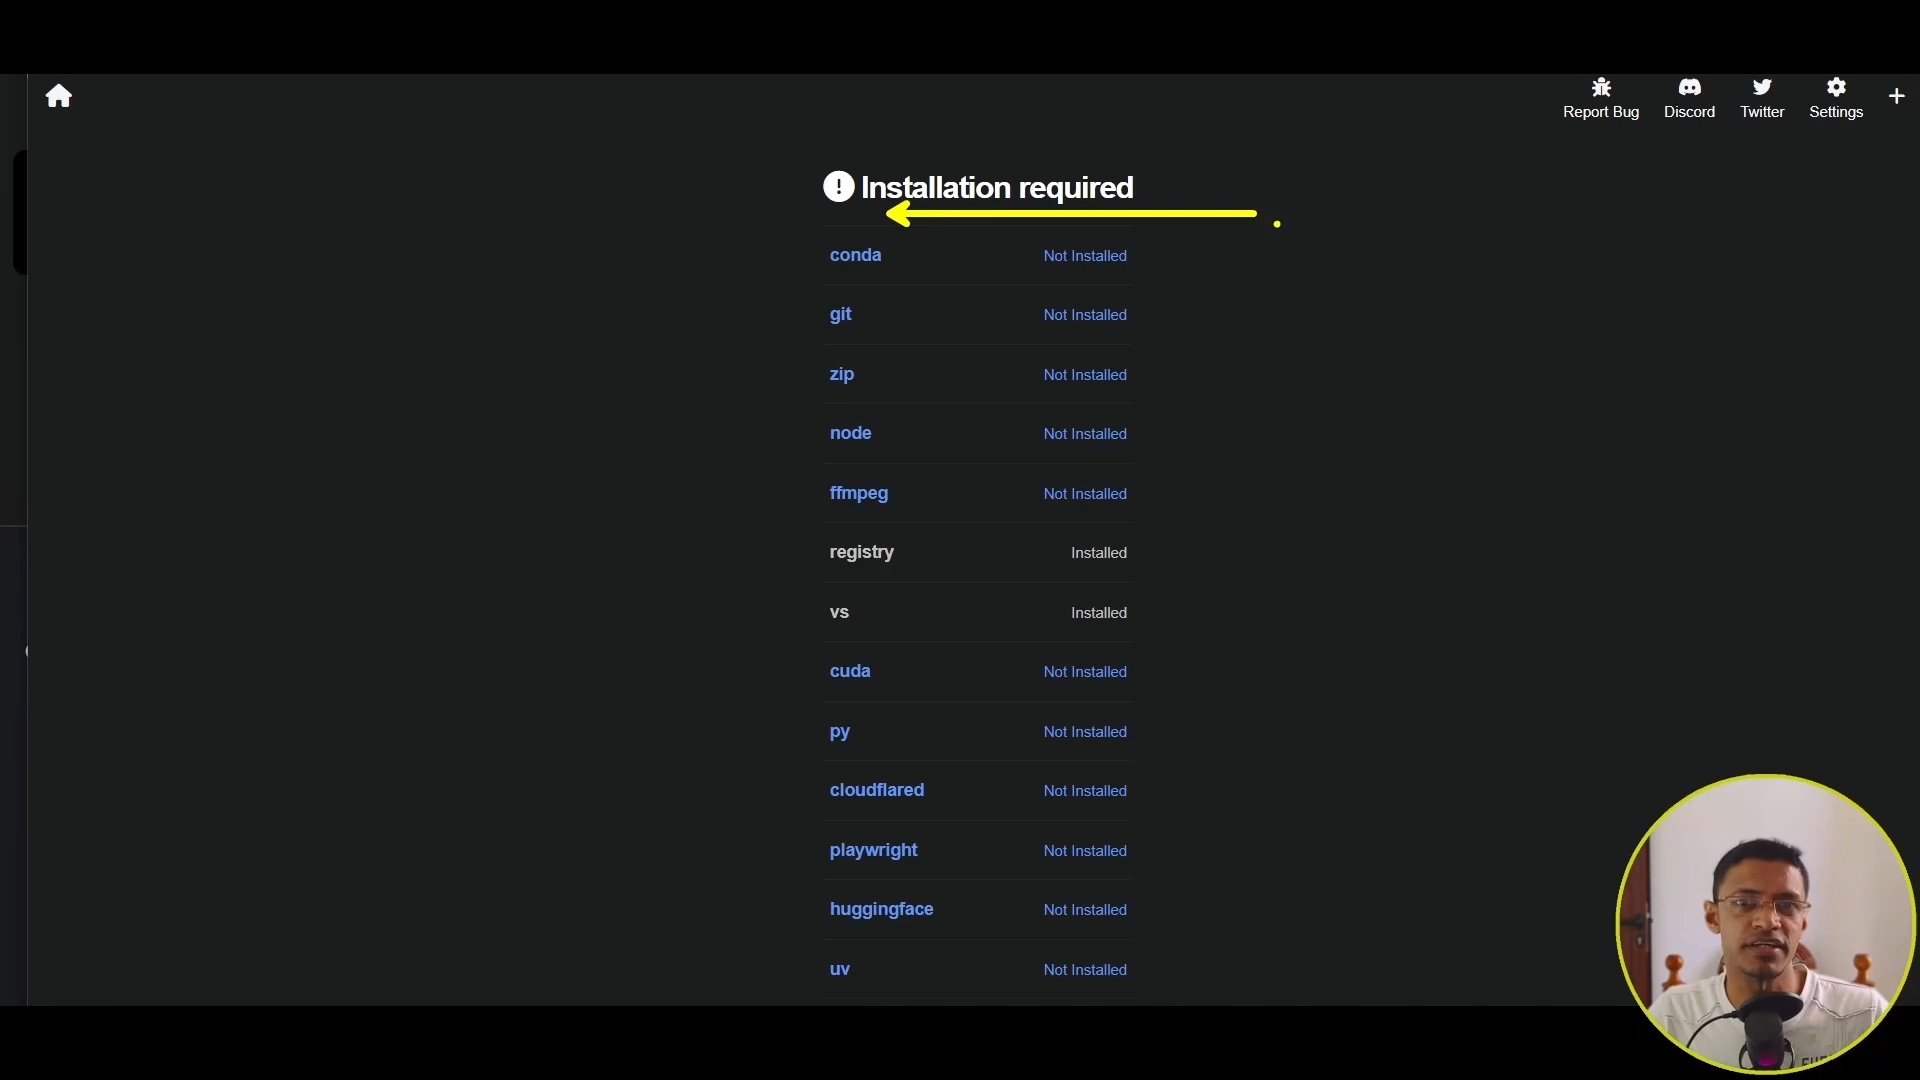 Report Bug
Discord
Twitter
Settings
Installation required
conda Not Installed
git Not Installed
zip Not Installed
node Not Installed
ffmpeg Not Installed
registry Installed
vs Installed
cuda Not Installed
py Not Installed
cloudflared Not Installed
playwright Not Installed
huggingface Not Installed
uv Not Installed